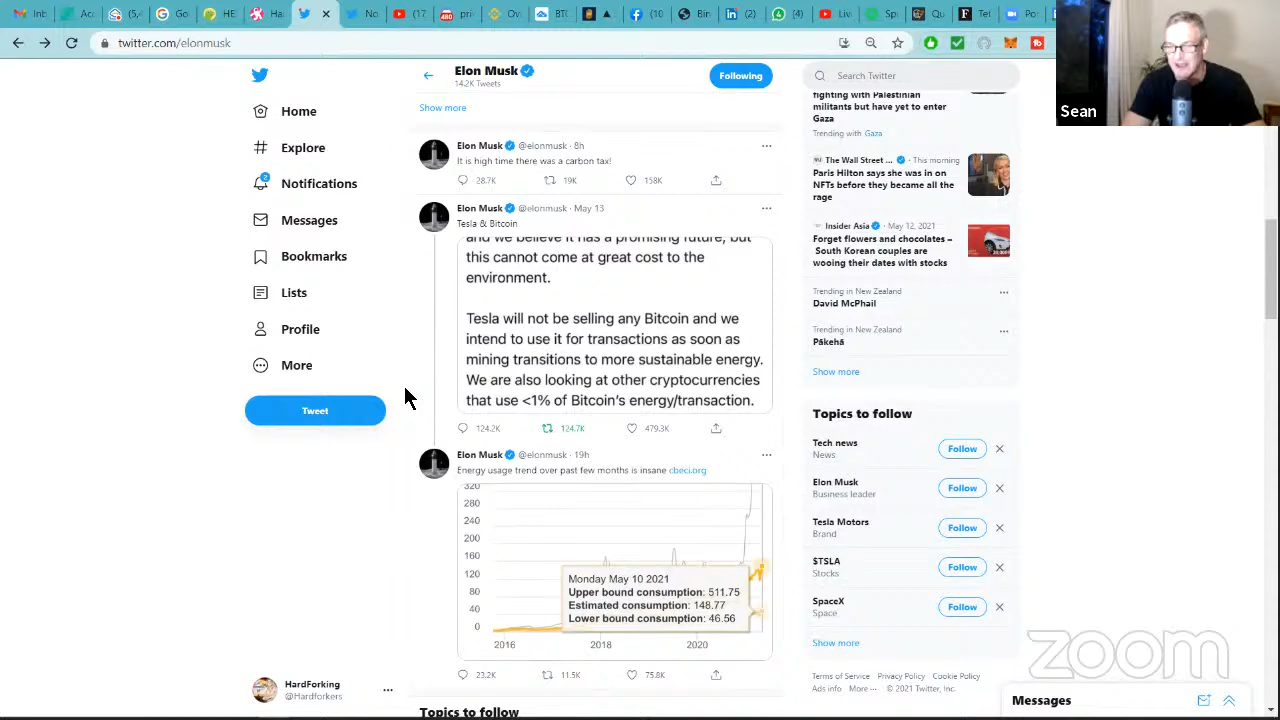 twitter.com/elonmusk
Sean
Home
Explore
Notifications
2
Messages
Bookmarks
Lists
Profile
More
Tweet
HardForking
@Hardforkers
Elon Musk
14.2K Tweets
Following
Show more
Elon Musk @elonmusk · 8h
It is high time there was a carbon tax!
28.7K 19K 158K
Elon Musk @elonmusk · May 13
Tesla & Bitcoin
and we believe it has a promising future, but
this cannot come at great cost to the
environment.
Tesla will not be selling any Bitcoin and we
intend to use it for transactions as soon as
mining transitions to more sustainable energy.
We are also looking at other cryptocurrencies
that use <1% of Bitcoin's energy/transaction.
124.2K 124.7K 479.3K
Elon Musk @elonmusk · 19h
Energy usage trend over past few months is insane cbeci.org
320
280
240
200
160
120
80
40
0
Monday May 10 2021
Upper bound consumption: 511.75
Estimated consumption: 148.77
Lower bound consumption: 46.56
2016 2018 2020
23.2K 11.5K 75.8K
Topics to follow
Search Twitter
fighting with Palestinian
militants but have yet to enter
Gaza
Trending with Gaza
The Wall Street ... · This morning
Paris Hilton says she was in on
NFTs before they became all the
rage
Insider Asia · May 12, 2021
Forget flowers and chocolates –
South Korean couples are
wooing their dates with stocks
Trending in New Zealand
David McPhail
Trending in New Zealand
Pākehā
Show more
Topics to follow
Tech news
News
Follow
Elon Musk
Business leader
Follow
Tesla Motors
Brand
Follow
$TSLA
Stocks
Follow
SpaceX
Space
Follow
Show more
Terms of Service Privacy Policy Cookie Policy
Ads info More ··· © 2021 Twitter, Inc.
zoom
Messages